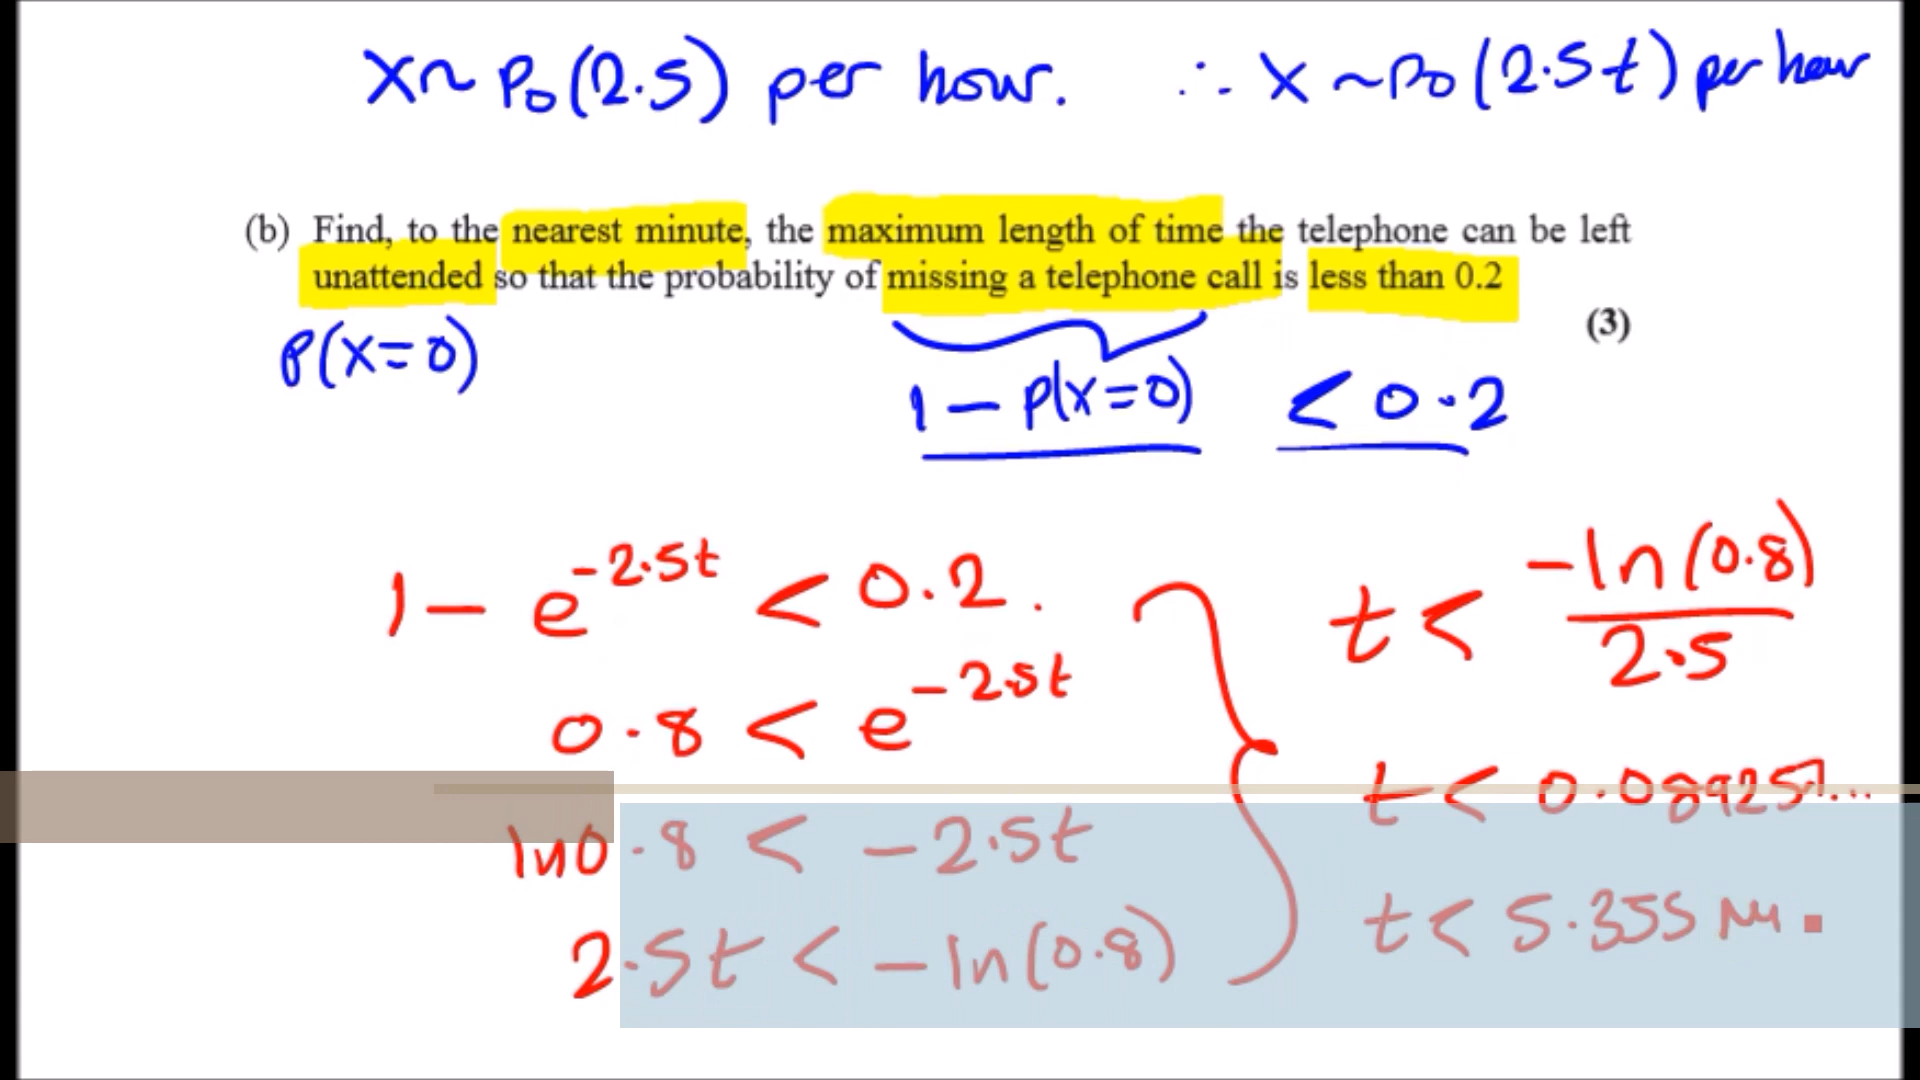 X~Po(2.5) per hour. ∴ X~Po(2.5t) per hour
(b) Find, to the nearest minute, the maximum length of time the telephone can be left
unattended so that the probability of missing a telephone call is less than 0.2
(3)
P(X=0)
1 - P(X=0) < 0.2
1 - e^{-2.5t} < 0.2.
0.8 < e^{-2.5t}
ln0.8 < -2.5t
2.5t < -ln(0.8)
t < -ln(0.8)/2.5
t < 0.089257...
t < 5.355